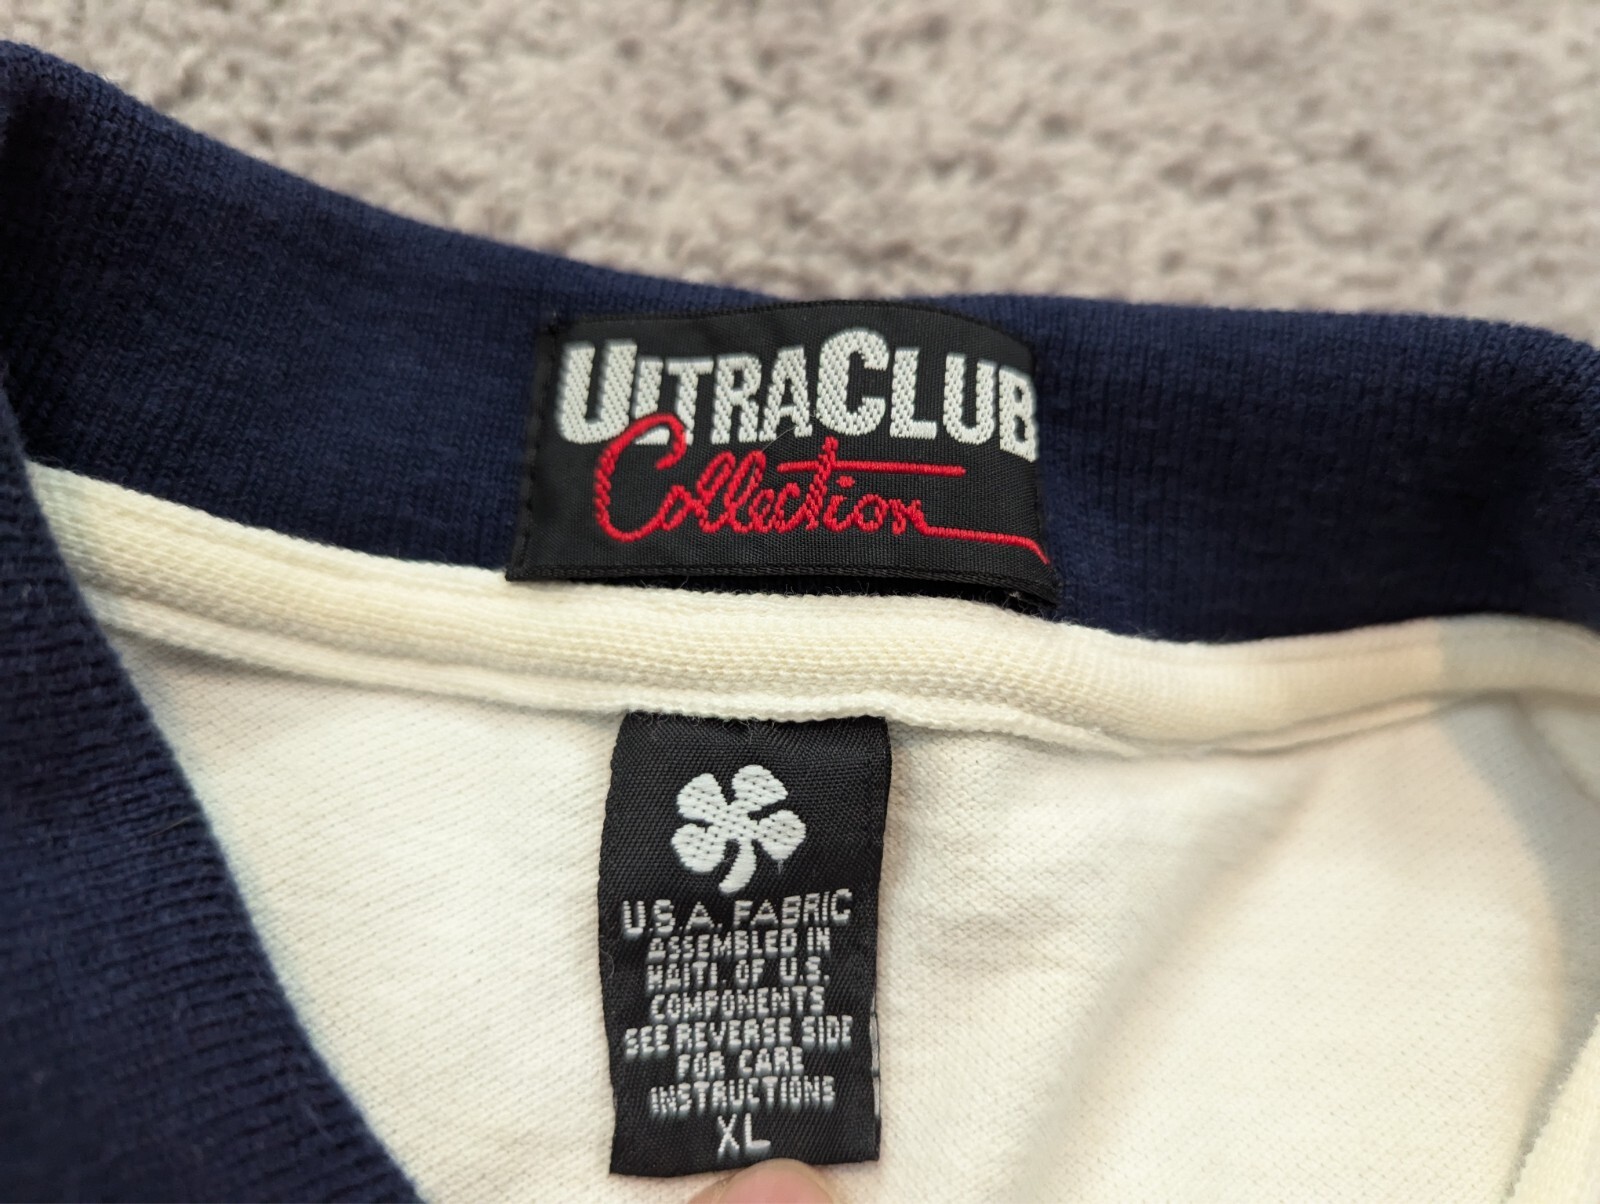 ULTRACLUB
Collection
U.S.A. FABRIC
ASSEMBLED IN
HAITI. OF U.S.
COMPONENTS
SEE REVERSE SIDE
FOR CARE
INSTRUCTIONS
XL